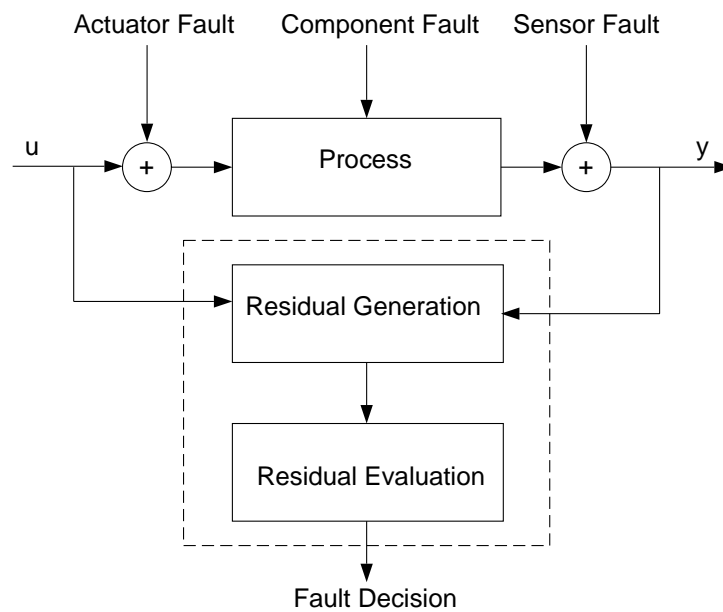 Actuator Fault
Component Fault
Sensor Fault
u
+
Process
+
y
Residual Generation
Residual Evaluation
Fault Decision